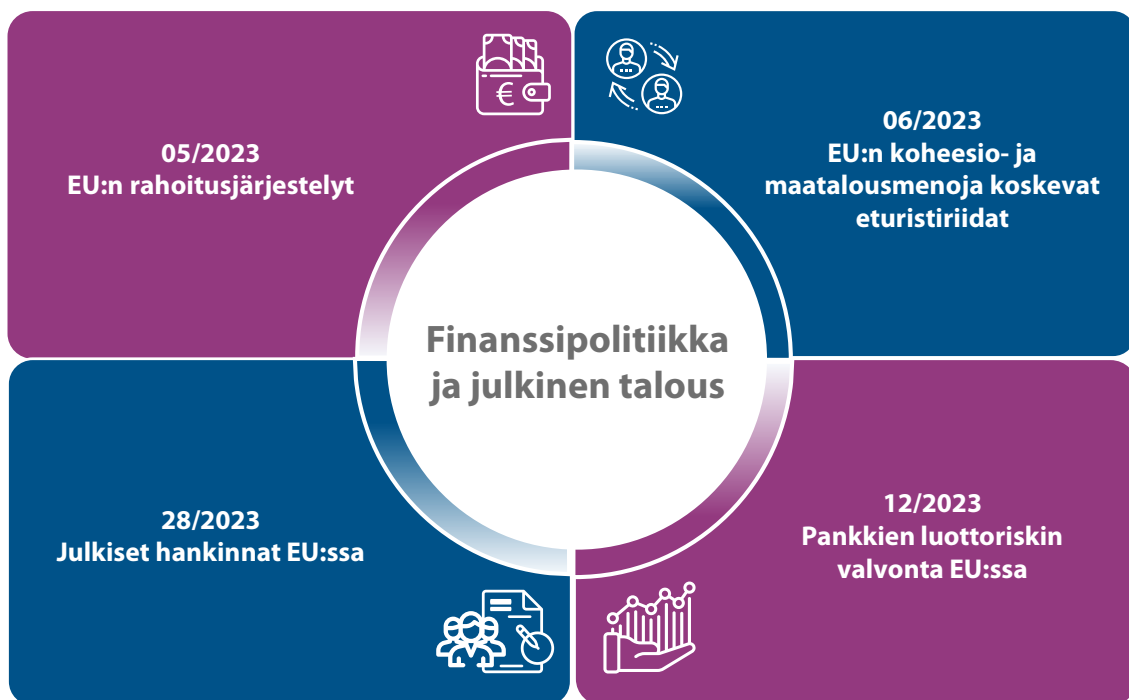 05/2023
EU:n rahoitusjärjestelyt
06/2023
EU:n koheesio- ja
maatalousmenoja koskevat
eturistiriidat
Finanssipolitiikka
ja julkinen talous
28/2023
Julkiset hankinnat EU:ssa
12/2023
Pankkien luottoriskin
valvonta EU:ssa